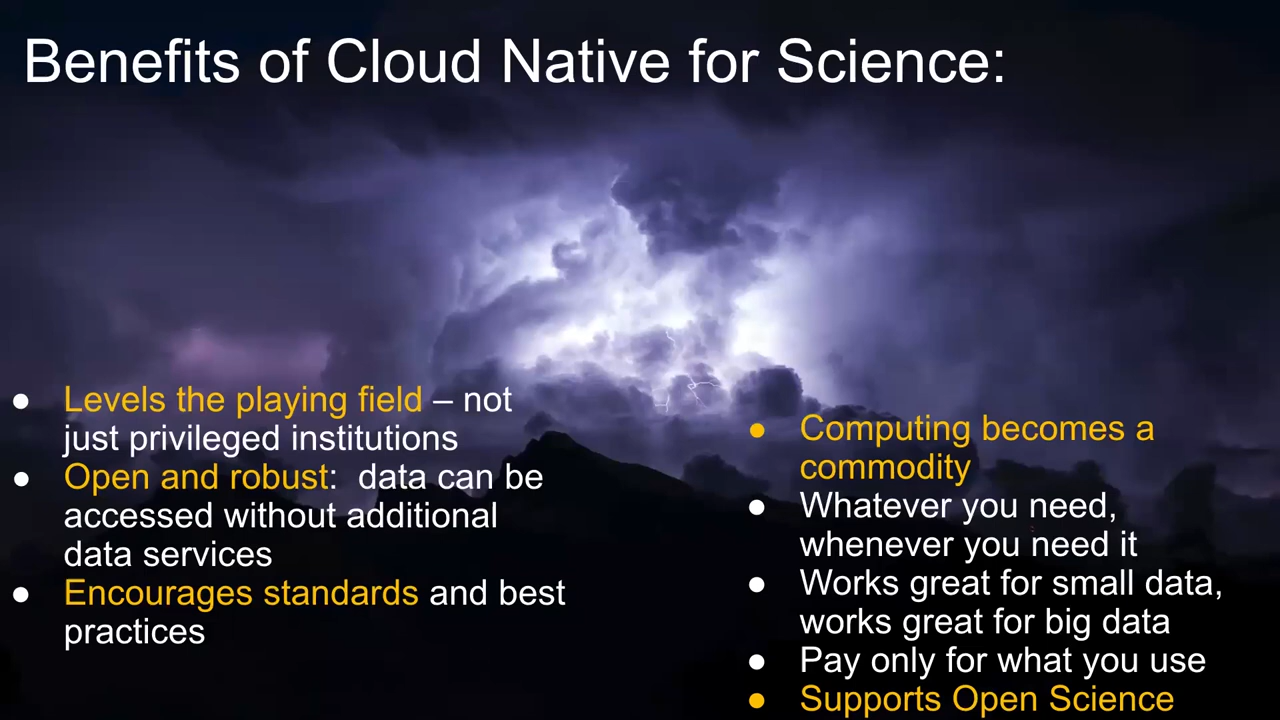 Benefits of Cloud Native for Science:
● Levels the playing field – not
just privileged institutions
● Open and robust:  data can be
accessed without additional
data services
● Encourages standards and best
practices
● Computing becomes a
commodity
● Whatever you need,
whenever you need it
● Works great for small data,
works great for big data
● Pay only for what you use
● Supports Open Science